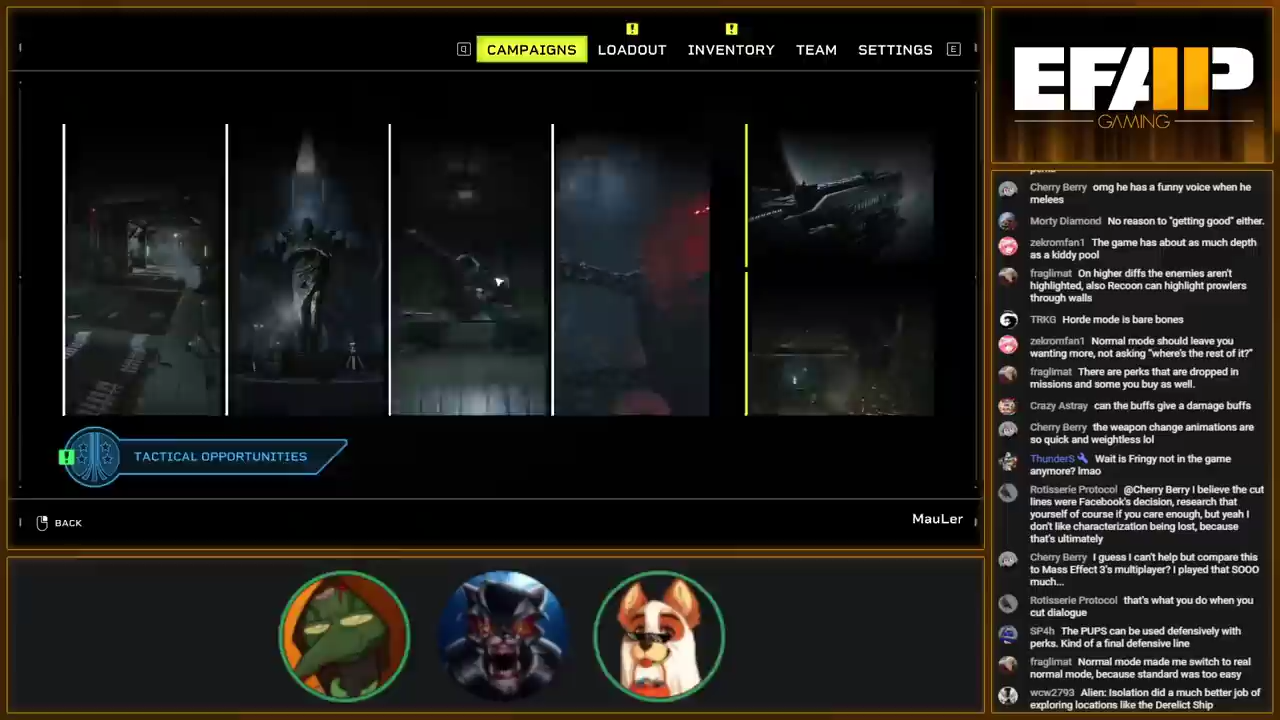 Q
CAMPAIGNS
!
LOADOUT
!
INVENTORY
TEAM
SETTINGS
E
!
TACTICAL OPPORTUNITIES
BACK
MauLer
EFAP
GAMING
Cherry Berry omg he has a funny voice when he
melees
Morty Diamond No reason to "getting good" either.
zekromfan1 The game has about as much depth
as a kiddy pool
fraglimat On higher diffs the enemies aren't
highlighted, also Recoon can highlight prowlers
through walls
TRKG Horde mode is bare bones
zekromfan1 Normal mode should leave you
wanting more, not asking "where's the rest of it?"
fraglimat There are perks that are dropped in
missions and some you buy as well.
Crazy Astray can the buffs give a damage buffs
Cherry Berry the weapon change animations are
so quick and weightless lol
ThunderS Wait is Fringy not in the game
anymore? lmao
Rotisserie Protocol @Cherry Berry I believe the cut
lines were Facebook's decision, research that
yourself of course if you care enough, but yeah I
don't like characterization being lost, because
that's ultimately
Cherry Berry I guess I can't help but compare this
to Mass Effect 3's multiplayer? I played that SOOO
much...
Rotisserie Protocol that's what you do when you
cut dialogue
SP4h The PUPS can be used defensively with
perks. Kind of a final defensive line
fraglimat Normal mode made me switch to real
normal mode, because standard was too easy
wcw2793 Alien: Isolation did a much better job of
exploring locations like the Derelict Ship